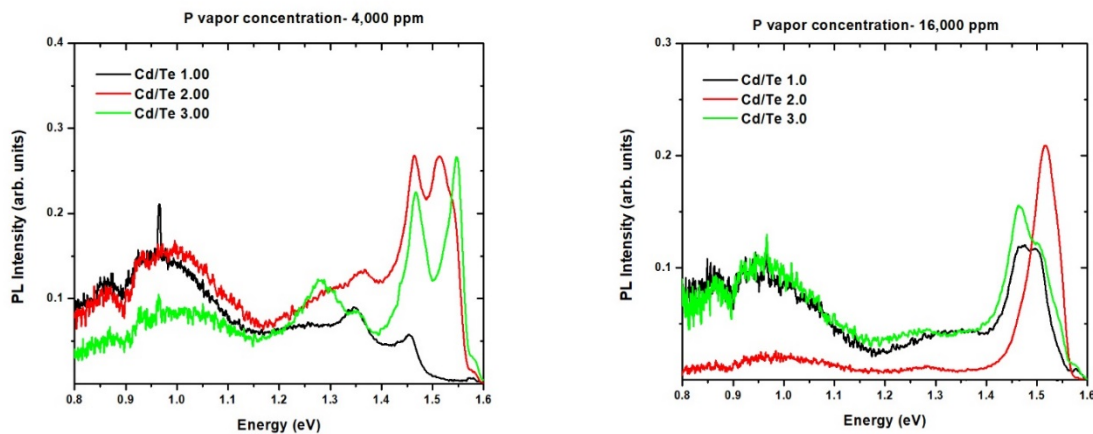 P vapor concentration- 4,000 ppm
0.4
0.3
0.2
0.1
PL Intensity (arb. units)
Cd/Te 1.00
Cd/Te 2.00
Cd/Te 3.00
0.8 0.9 1.0 1.1 1.2 1.3 1.4 1.5 1.6
Energy (eV)
P vapor concentration- 16,000 ppm
0.3
0.2
0.1
PL Intensity (arb. units)
Cd/Te 1.0
Cd/Te 2.0
Cd/Te 3.0
0.8 0.9 1.0 1.1 1.2 1.3 1.4 1.5 1.6
Energy (eV)